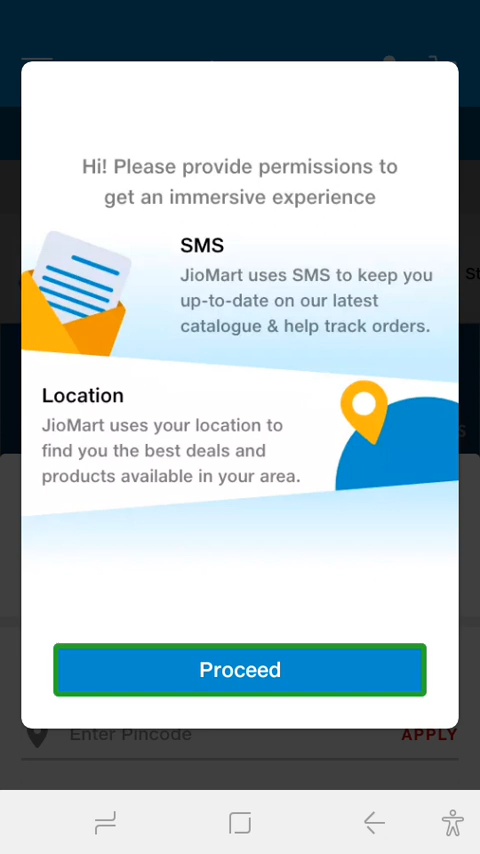 Hi! Please provide permissions to
get an immersive experience
SMS
JioMart uses SMS to keep you
up-to-date on our latest
catalogue & help track orders.
St
Location
JioMart uses your location to
find you the best deals and
products available in your area.
S
Proceed
Enter Pincode
APPLY